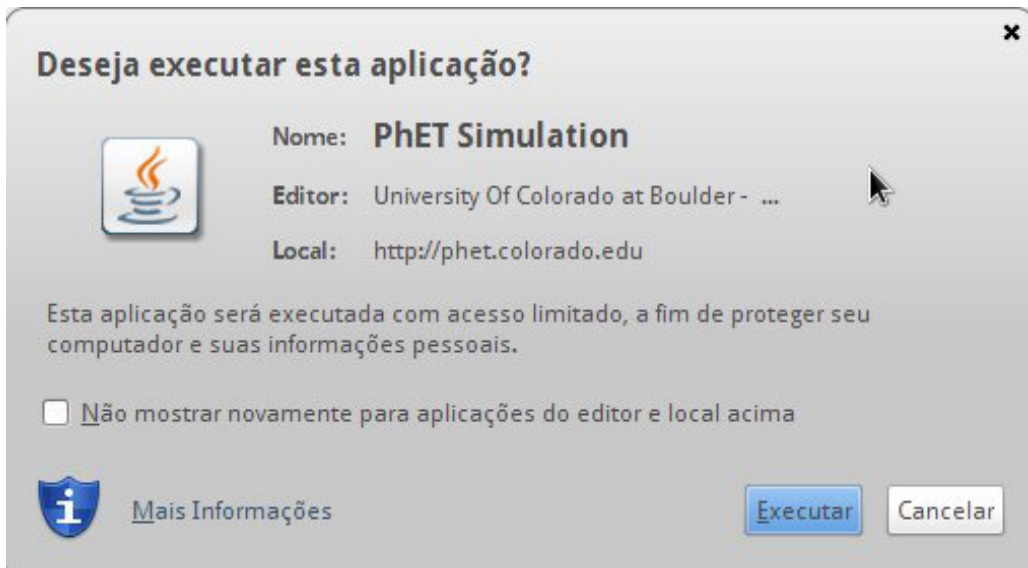 Deseja executar esta aplicação?
Nome: PhET Simulation
Editor: University Of Colorado at Boulder - ...
Local: http://phet.colorado.edu
Esta aplicação será executada com acesso limitado, a fim de proteger seu
computador e suas informações pessoais.
Não mostrar novamente para aplicações do editor e local acima
Mais Informações
Executar
Cancelar